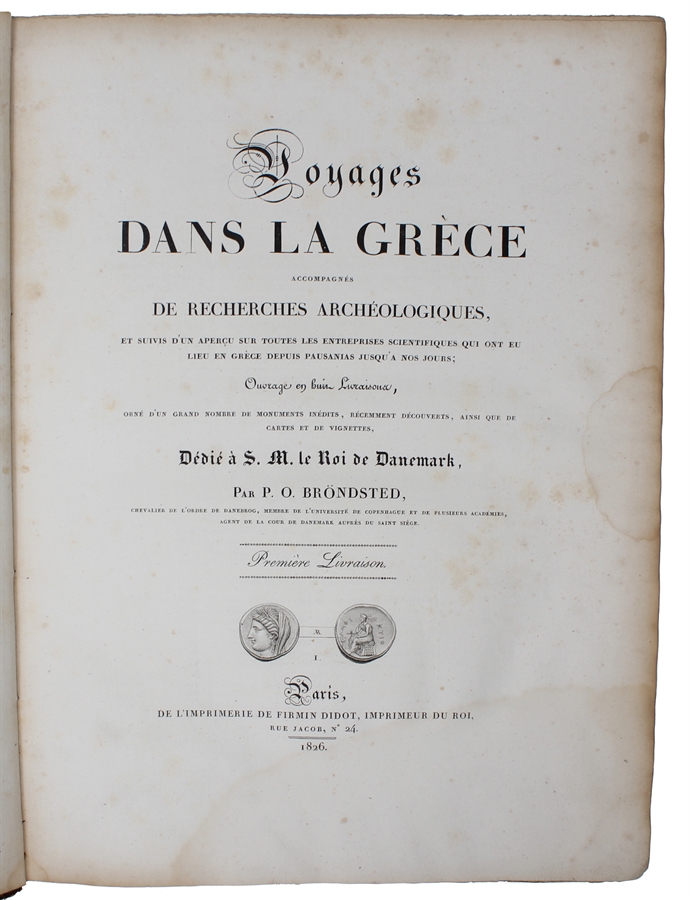 Voyages
DANS LA GRÈCE
ACCOMPAGNÉS
DE RECHERCHES ARCHÉOLOGIQUES,
ET SUIVIS D'UN APERÇU SUR TOUTES LES ENTREPRISES SCIENTIFIQUES QUI ONT EU
LIEU EN GRÈCE DEPUIS PAUSANIAS JUSQU'A NOS JOURS;
Ouvrage en huit Livraisons,
ORNÉ D'UN GRAND NOMBRE DE MONUMENTS INÉDITS, RÉCEMMENT DÉCOUVERTS, AINSI QUE DE
CARTES ET DE VIGNETTES,
Dédié à S. M. le Roi de Danemark,
PAR P. O. BRÖNDSTED,
CHEVALIER DE L'ORDRE DE DANEBROG, MEMBRE DE L'UNIVERSITÉ DE COPENHAGUE ET DE PLUSIEURS ACADÉMIES,
AGENT DE LA COUR DE DANEMARK AUPRÈS DU SAINT SIÉGE.
Première Livraison.
I.
Paris,
DE L'IMPRIMERIE DE FIRMIN DIDOT, IMPRIMEUR DU ROI,
RUE JACOB, N° 24.
1826.